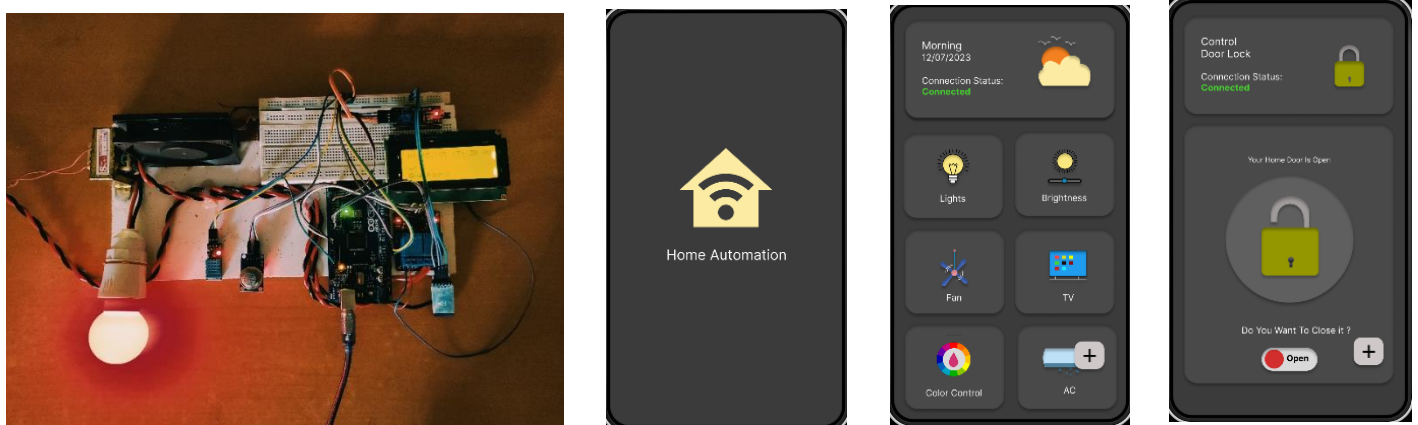 Home Automation
Morning
12/07/2023
Connection Status:
Connected
Lights
Brightness
Fan
TV
Color Control
+
AC
Control
Door Lock
Connection Status:
Connected
Your Home Door Is Open
Do You Want To Close it ?
Open
+